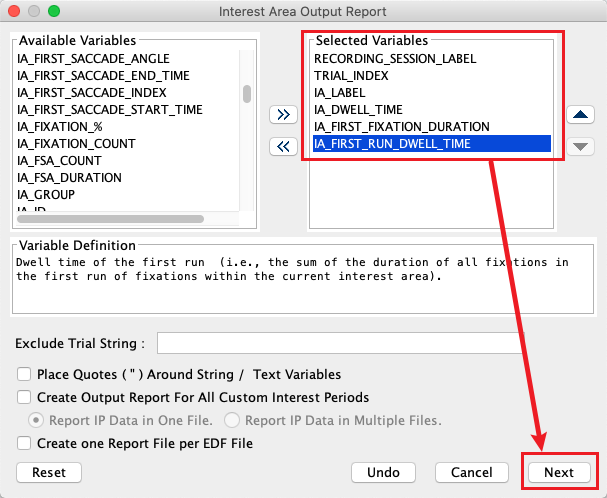 Interest Area Output Report
Available Variables
IA_FIRST_SACCADE_ANGLE
IA_FIRST_SACCADE_END_TIME
IA_FIRST_SACCADE_INDEX
IA_FIRST_SACCADE_START_TIME
IA_FIXATION_%
IA_FIXATION_COUNT
IA_FSA_COUNT
IA_FSA_DURATION
IA_GROUP
IA_ID
Selected Variables
RECORDING_SESSION_LABEL
TRIAL_INDEX
IA_LABEL
IA_DWELL_TIME
IA_FIRST_FIXATION_DURATION
IA_FIRST_RUN_DWELL_TIME
Variable Definition
Dwell time of the first run  (i.e., the sum of the duration of all fixations in
the first run of fixations within the current interest area).
Exclude Trial String :
Place Quotes ( " ) Around String /  Text Variables
Create Output Report For All Custom Interest Periods
Report IP Data in One File.
Report IP Data in Multiple Files.
Create one Report File per EDF File
Reset
Undo
Cancel
Next